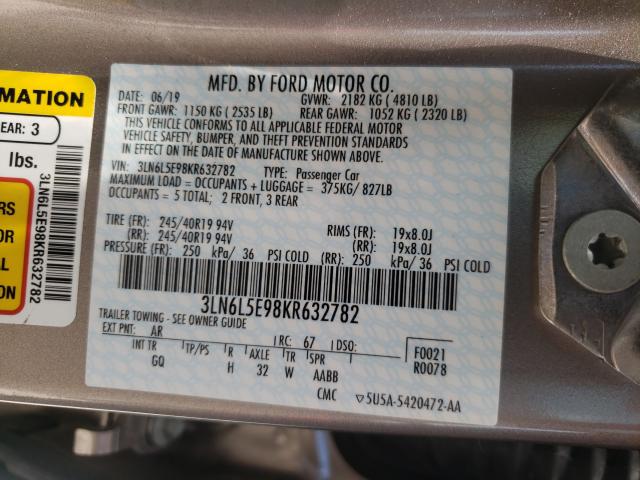 MFD. BY FORD MOTOR CO.
DATE: 06/19 GVWR: 2182 KG ( 4810 LB)
FRONT GAWR: 1150 KG ( 2535 LB) REAR GAWR: 1052 KG ( 2320 LB)
THIS VEHICLE CONFORMS TO ALL APPLICABLE FEDERAL MOTOR
VEHICLE SAFETY, BUMPER, AND THEFT PREVENTION STANDARDS
IN EFFECT ON THE DATE OF MANUFACTURE SHOWN ABOVE.
VIN: 3LN6L5E98KR632782 TYPE: Passenger Car
MAXIMUM LOAD = OCCUPANTS + LUGGAGE = 375KG/ 827LB
OCCUPANTS = 5 TOTAL; 2 FRONT, 3 REAR
TIRE (FR): 245/40R19 94V RIMS (FR): 19x8.0J
(RR): 245/40R19 94V (RR): 19x8.0J
PRESSURE (FR): 250 kPa/ 36 PSI COLD (RR): 250 kPa/ 36 PSI COLD
3LN6L5E98KR632782
TRAILER TOWING - SEE OWNER GUIDE
EXT PNT: AR RC: 67 DSO: F0021
INT TR TP/PS R AXLE TR SPR R0078
GQ H 32 W AABB
CMC ▽5U5A-5420472-AA
RMATION
EAR: 3
lbs.
RS
OR
AL
ION
3LN6L5E98KR632782